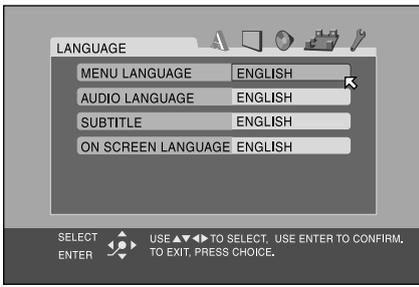 LANGUAGE
MENU LANGUAGE ENGLISH
AUDIO LANGUAGE ENGLISH
SUBTITLE ENGLISH
ON SCREEN LANGUAGE ENGLISH
SELECT USE ▲▼◀▶ TO SELECT, USE ENTER TO CONFIRM.
ENTER TO EXIT, PRESS CHOICE.